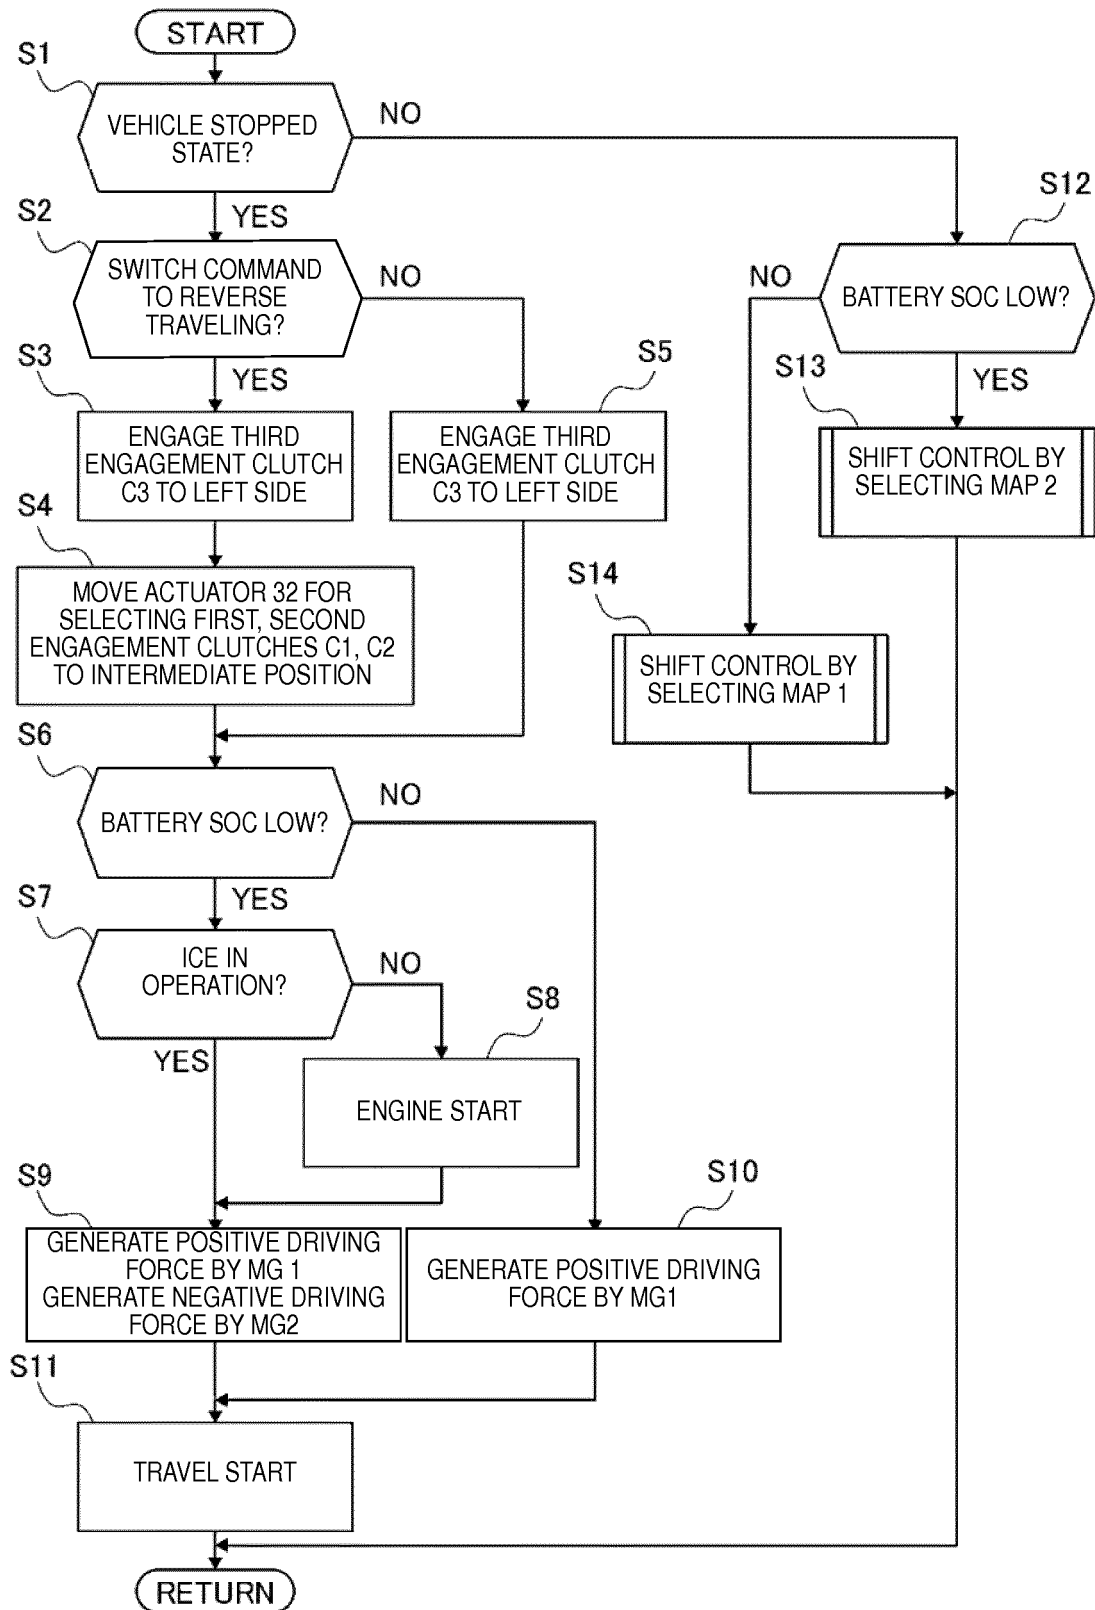 START
S1
VEHICLE STOPPED
STATE?
NO
YES
S2
SWITCH COMMAND
TO REVERSE
TRAVELING?
NO
YES
S3
ENGAGE THIRD
ENGAGEMENT CLUTCH
C3 TO LEFT SIDE
S5
ENGAGE THIRD
ENGAGEMENT CLUTCH
C3 TO LEFT SIDE
S4
MOVE ACTUATOR 32 FOR
SELECTING FIRST, SECOND
ENGAGEMENT CLUTCHES C1, C2
TO INTERMEDIATE POSITION
S6
BATTERY SOC LOW?
NO
YES
S7
ICE IN
OPERATION?
NO
YES
S8
ENGINE START
S9
GENERATE POSITIVE DRIVING
FORCE BY MG 1
GENERATE NEGATIVE DRIVING
FORCE BY MG2
S10
GENERATE POSITIVE DRIVING
FORCE BY MG1
S11
TRAVEL START
RETURN
S12
BATTERY SOC LOW?
NO
YES
S13
SHIFT CONTROL BY
SELECTING MAP 2
S14
SHIFT CONTROL BY
SELECTING MAP 1